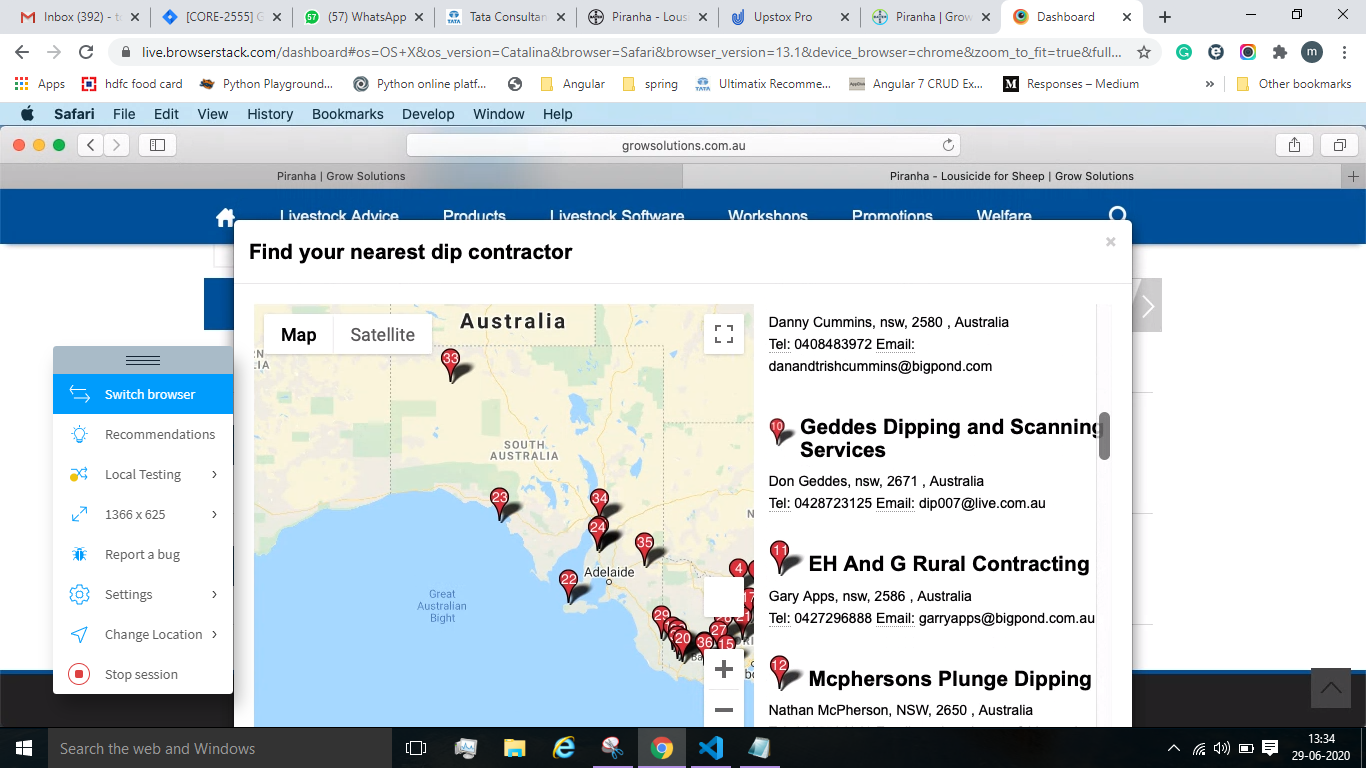 Inbox (392) - t
[CORE-2555] G
57
(57) WhatsApp
TATA
Tata Consultan
Piranha - Lousi
Upstox Pro
Piranha | Grow
Dashboard
live.browserstack.com/dashboard#os=OS+X&os_version=Catalina&browser=Safari&browser_version=13.1&device_browser=chrome&zoom_to_fit=true&full...
m
Apps
hdfc food card
Python Playground...
Python online platf...
Angular
spring
TATA
Ultimatix Recomme...
Angular 7 CRUD Ex...
M
Responses – Medium
»
Other bookmarks
Safari File Edit View History Bookmarks Develop Window Help
growsolutions.com.au
Piranha | Grow Solutions
Piranha - Lousicide for Sheep | Grow Solutions
Livestock Advice Products Livestock Software Workshops Promotions Welfare
Find your nearest dip contractor
×
Map
Satellite
Australia
33
SOUTH
AUSTRALIA
23
34
24
35
Adelaide
22
4
Great
Australian
Bight
29
20
27
36
15
+
−
Danny Cummins, nsw, 2580 , Australia
Tel: 0408483972 Email:
danandtrishcummins@bigpond.com
10
Geddes Dipping and Scanning
Services
Don Geddes, nsw, 2671 , Australia
Tel: 0428723125 Email: dip007@live.com.au
11
EH And G Rural Contracting
Gary Apps, nsw, 2586 , Australia
Tel: 0427296888 Email: garryapps@bigpond.com.au
12
Mcphersons Plunge Dipping
Nathan McPherson, NSW, 2650 , Australia
Switch browser
Recommendations
Local Testing
1366 x 625
Report a bug
Settings
Change Location
Stop session
Search the web and Windows
13:34
29-06-2020